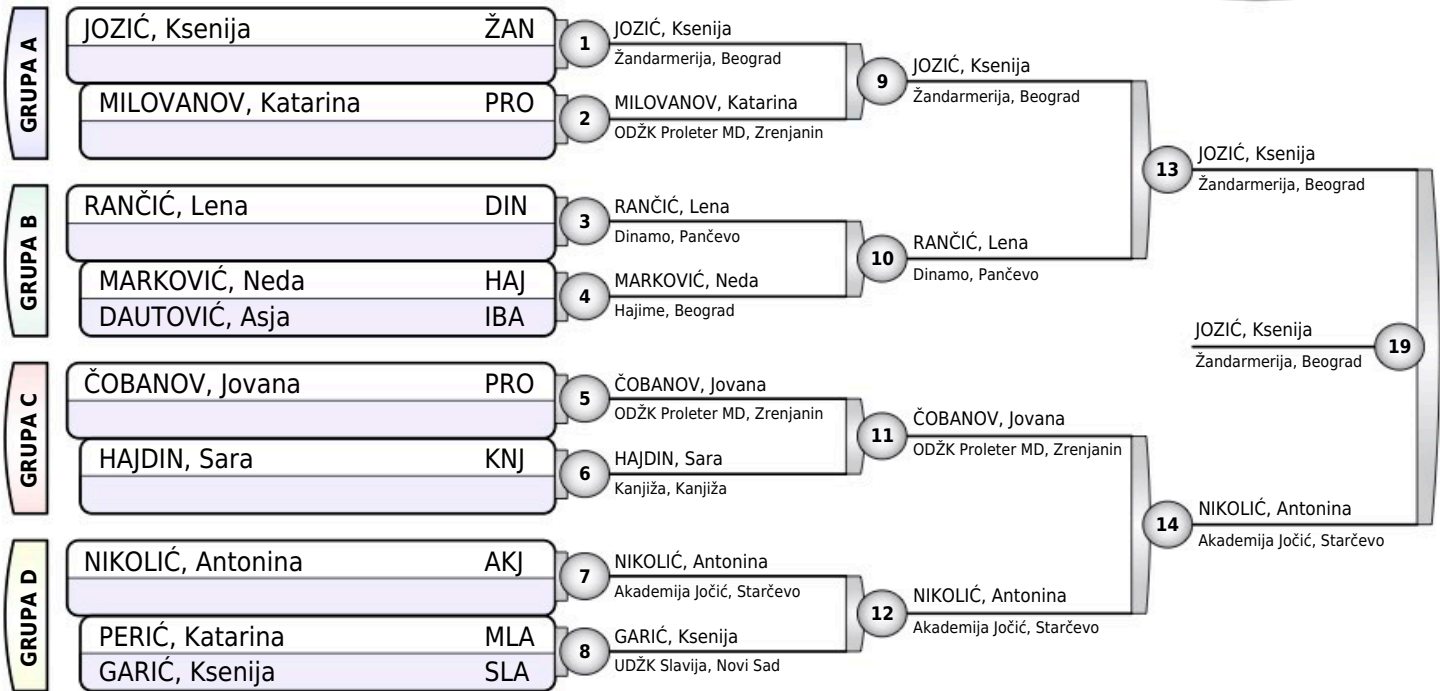 GRUPA A
JOZIĆ, Ksenija ŽAN
MILOVANOV, Katarina PRO
GRUPA B
RANČIĆ, Lena DIN
MARKOVIĆ, Neda HAJ
DAUTOVIĆ, Asja IBA
GRUPA C
ČOBANOV, Jovana PRO
HAJDIN, Sara KNJ
GRUPA D
NIKOLIĆ, Antonina AKJ
PERIĆ, Katarina MLA
GARIĆ, Ksenija SLA
1
JOZIĆ, Ksenija
Žandarmerija, Beograd
2
MILOVANOV, Katarina
ODŽK Proleter MD, Zrenjanin
3
RANČIĆ, Lena
Dinamo, Pančevo
4
MARKOVIĆ, Neda
Hajime, Beograd
5
ČOBANOV, Jovana
ODŽK Proleter MD, Zrenjanin
6
HAJDIN, Sara
Kanjiža, Kanjiža
7
NIKOLIĆ, Antonina
Akademija Jočić, Starčevo
8
GARIĆ, Ksenija
UDŽK Slavija, Novi Sad
9
JOZIĆ, Ksenija
Žandarmerija, Beograd
10
RANČIĆ, Lena
Dinamo, Pančevo
11
ČOBANOV, Jovana
ODŽK Proleter MD, Zrenjanin
12
NIKOLIĆ, Antonina
Akademija Jočić, Starčevo
13
JOZIĆ, Ksenija
Žandarmerija, Beograd
14
NIKOLIĆ, Antonina
Akademija Jočić, Starčevo
JOZIĆ, Ksenija
Žandarmerija, Beograd
19